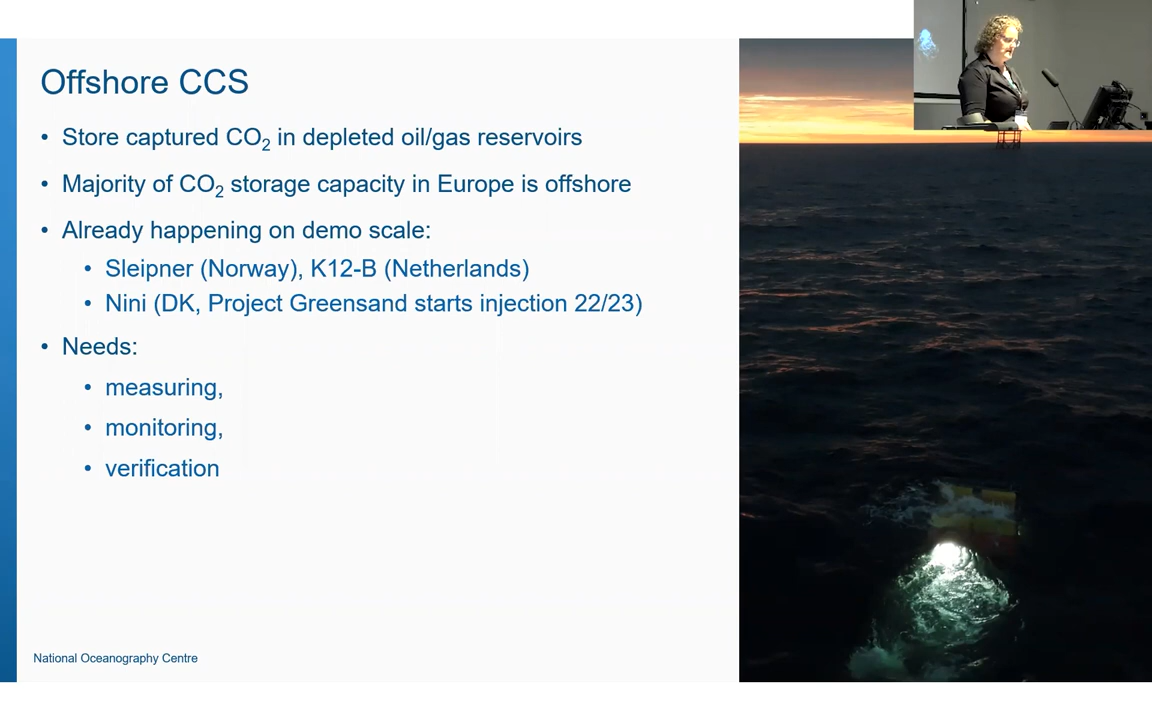 Offshore CCS
• Store captured CO₂ in depleted oil/gas reservoirs
• Majority of CO₂ storage capacity in Europe is offshore
• Already happening on demo scale:
• Sleipner (Norway), K12-B (Netherlands)
• Nini (DK, Project Greensand starts injection 22/23)
• Needs:
• measuring,
• monitoring,
• verification
National Oceanography Centre